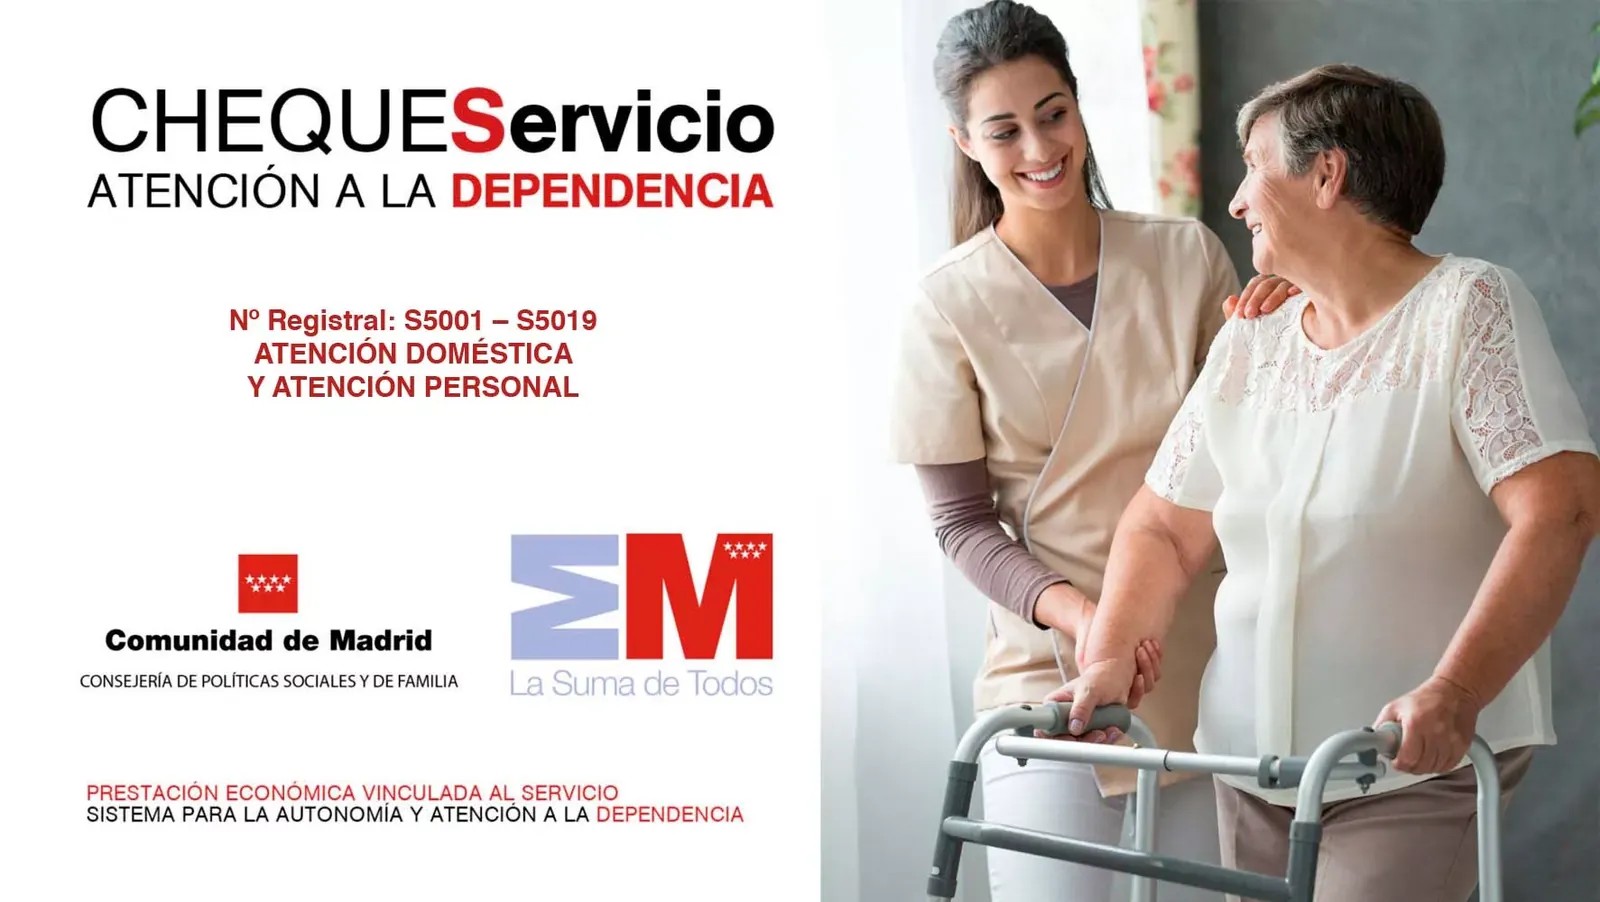 CHEQUEServicio
ATENCIÓN A LA DEPENDENCIA
Nº Registral: S5001 – S5019
ATENCIÓN DOMÉSTICA
Y ATENCIÓN PERSONAL
Comunidad de Madrid
CONSEJERÍA DE POLÍTICAS SOCIALES Y DE FAMILIA
EM
La Suma de Todos
PRESTACIÓN ECONÓMICA VINCULADA AL SERVICIO
SISTEMA PARA LA AUTONOMÍA Y ATENCIÓN A LA DEPENDENCIA